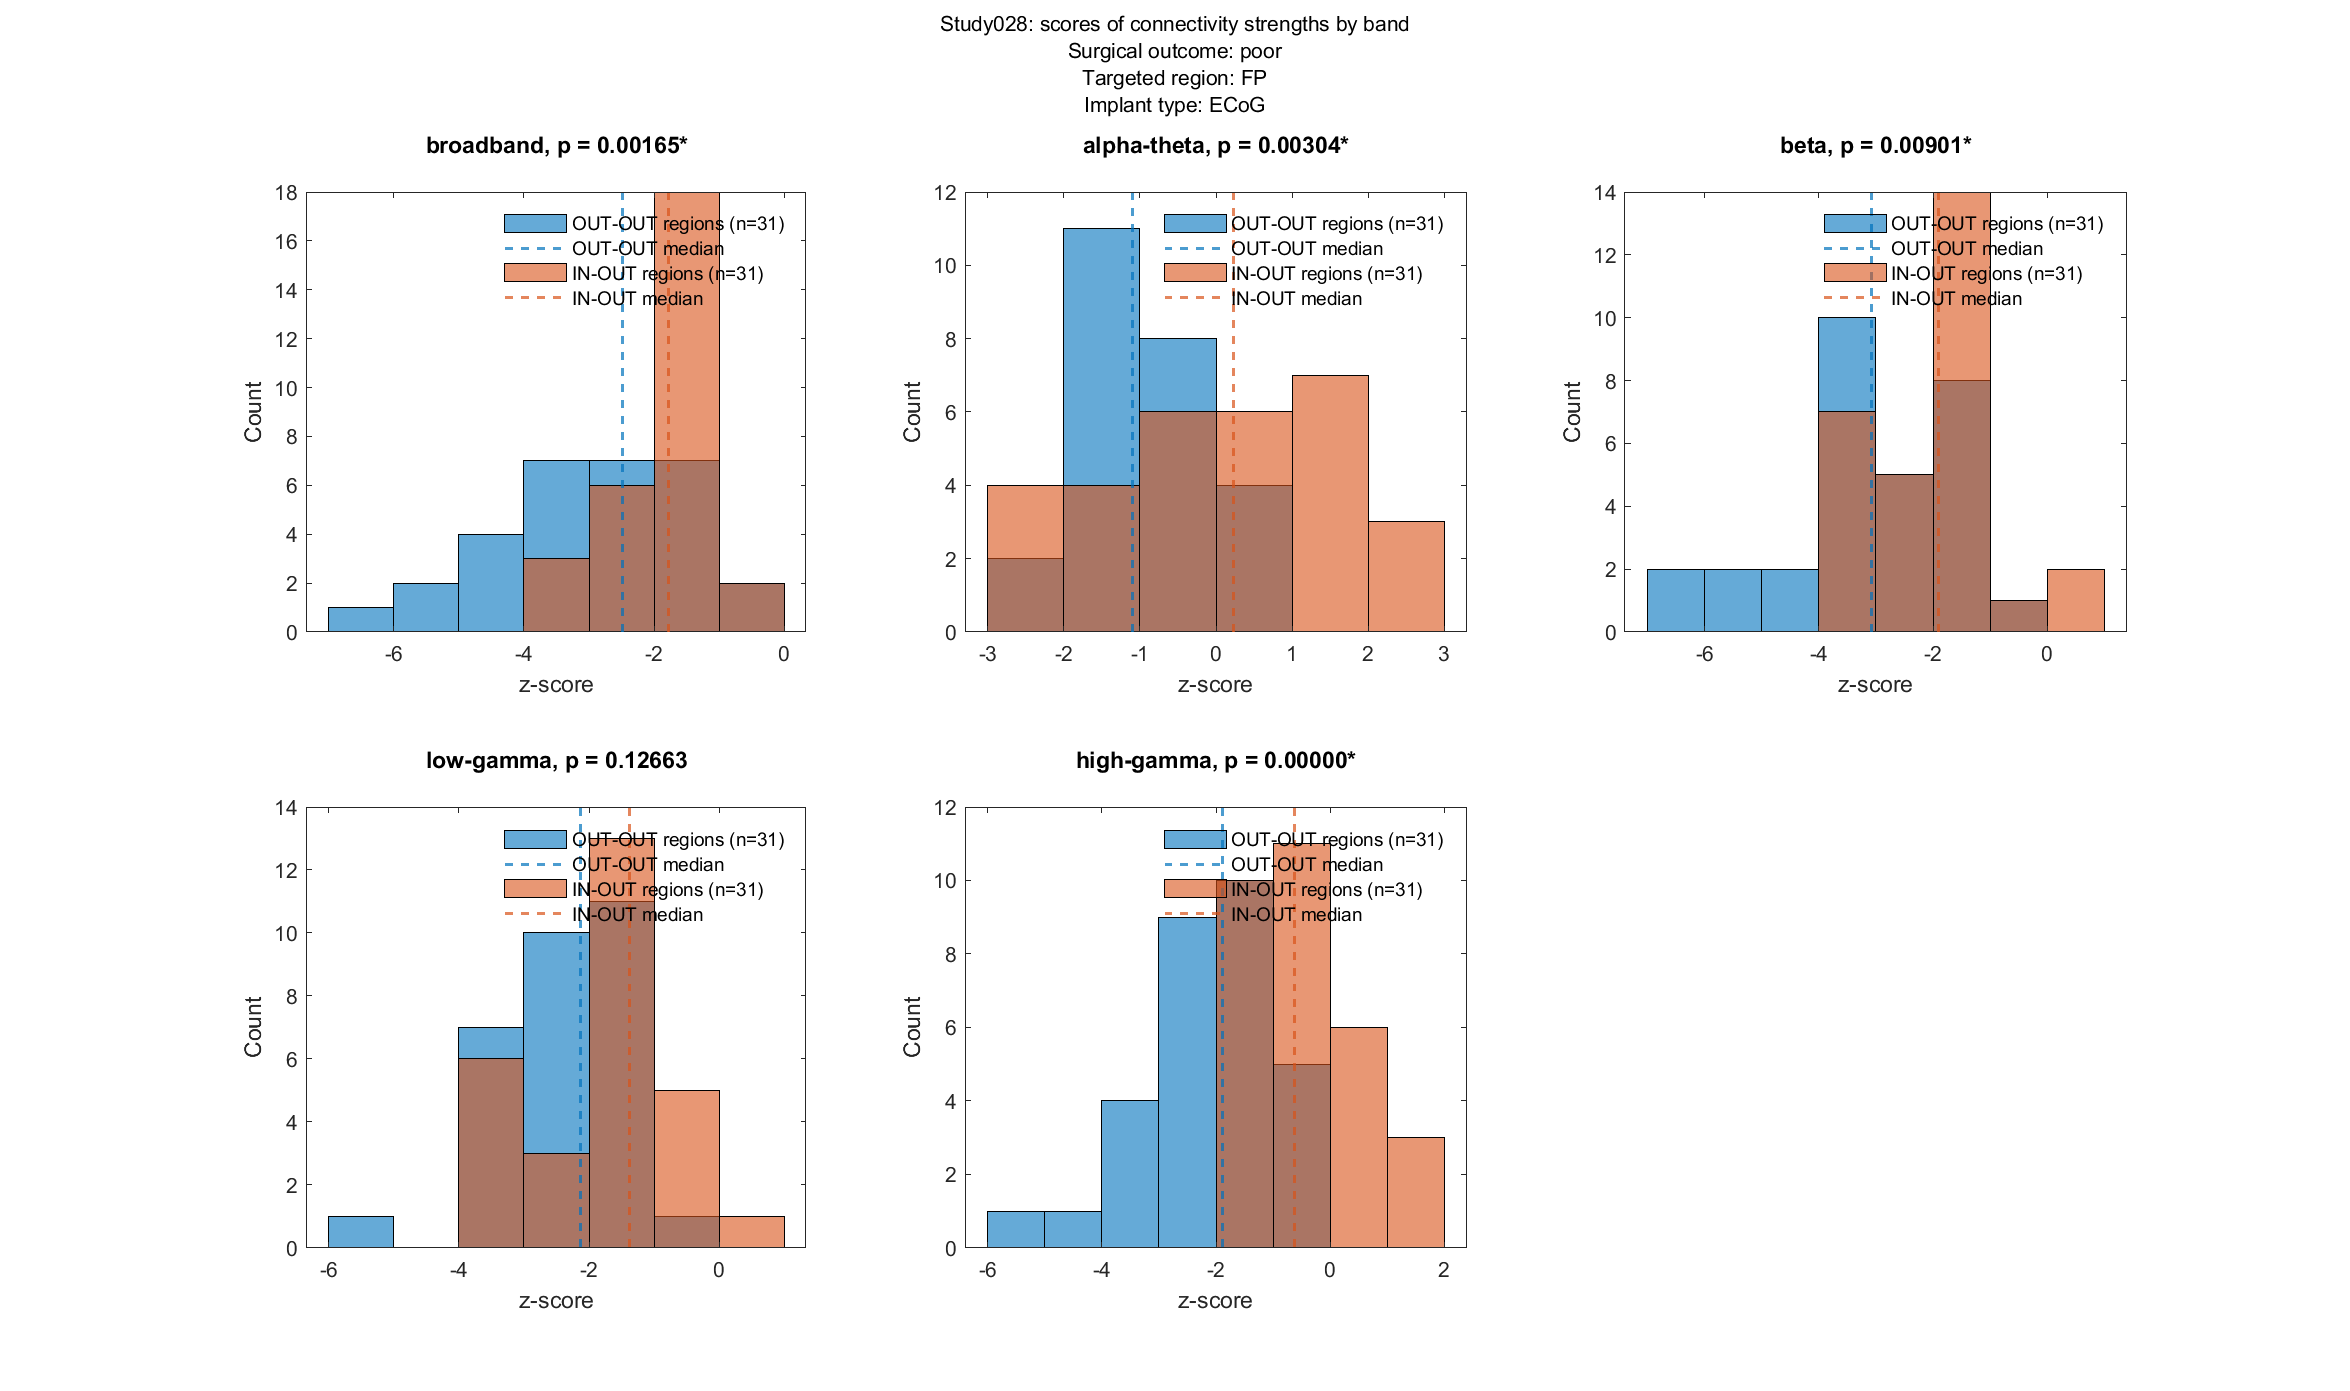 Study028: scores of connectivity strengths by band
Surgical outcome: poor
Targeted region: FP
Implant type: ECoG
broadband, p = 0.00165*
18
16
14
12
10
8
6
4
2
0
Count
-6
-4
-2
0
z-score
OUT-OUT regions (n=31)
OUT-OUT median
IN-OUT regions (n=31)
IN-OUT median
alpha-theta, p = 0.00304*
12
10
8
6
4
2
0
Count
-3
-2
-1
0
1
2
3
z-score
OUT-OUT regions (n=31)
OUT-OUT median
IN-OUT regions (n=31)
IN-OUT median
beta, p = 0.00901*
14
12
10
8
6
4
2
0
Count
-6
-4
-2
0
z-score
OUT-OUT regions (n=31)
OUT-OUT median
IN-OUT regions (n=31)
IN-OUT median
low-gamma, p = 0.12663
14
12
10
8
6
4
2
0
Count
-6
-4
-2
0
z-score
OUT-OUT regions (n=31)
OUT-OUT median
IN-OUT regions (n=31)
IN-OUT median
high-gamma, p = 0.00000*
12
10
8
6
4
2
0
Count
-6
-4
-2
0
2
z-score
OUT-OUT regions (n=31)
OUT-OUT median
IN-OUT regions (n=31)
IN-OUT median